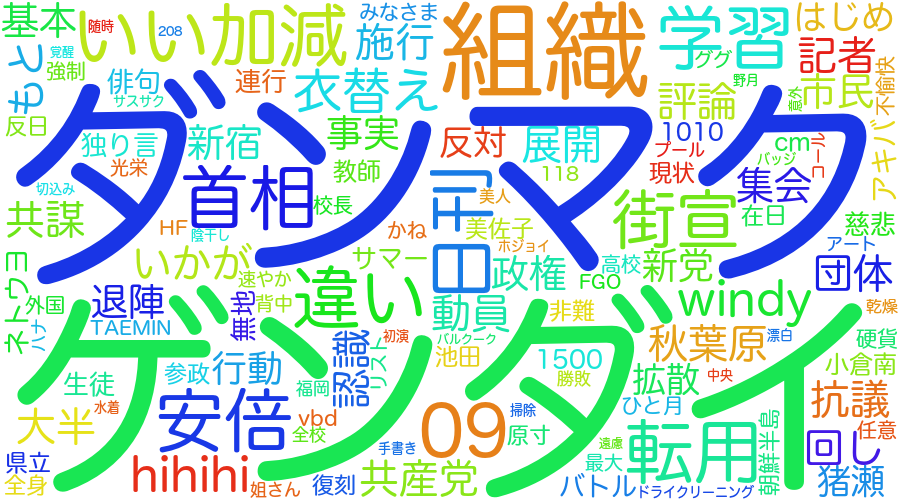 基本
随時
いい加減
208
みなさま
施行
組織
学習
はじめ
もと
覚醒
強制
俳句
サスサク
連行
衣替え
ググ
記者
野月
不愉快
反日
独り言
光栄
新宿
事実
反対
展開
評論
1010
プール
意外
市民
cm
コール
アキバ
ダンマク
切込み
教師
首相
118
現状
バッジ
集会
共謀
校長
美人
美佐子
街宣
在日
慈悲
HF
陰干し
かね
ホジョイ
アート
ネトウヨ
いかが
サマー
政権
高校
新党
団体
外国
速やか
背中
違い
FGO
windy
ハナ
退陣
無地
動員
非難
乾燥
TAEMIN
初演
バルクーク
秋葉原
漂白
硬貨
生徒
参政
行動
認識
リスト
池田
1500
小倉南
水着
福岡
勝敗
拡散
中央
大半
安倍
vbd
09
掃除
ひと月
抗議
ゲンダイ
全校
原寸
転用
朝鮮半島
任意
県立
hihihi
手書き
遠慮
回し
全身
姉さん
復刻
共産党
最大
バトル
ドライクリーニング
猪瀬